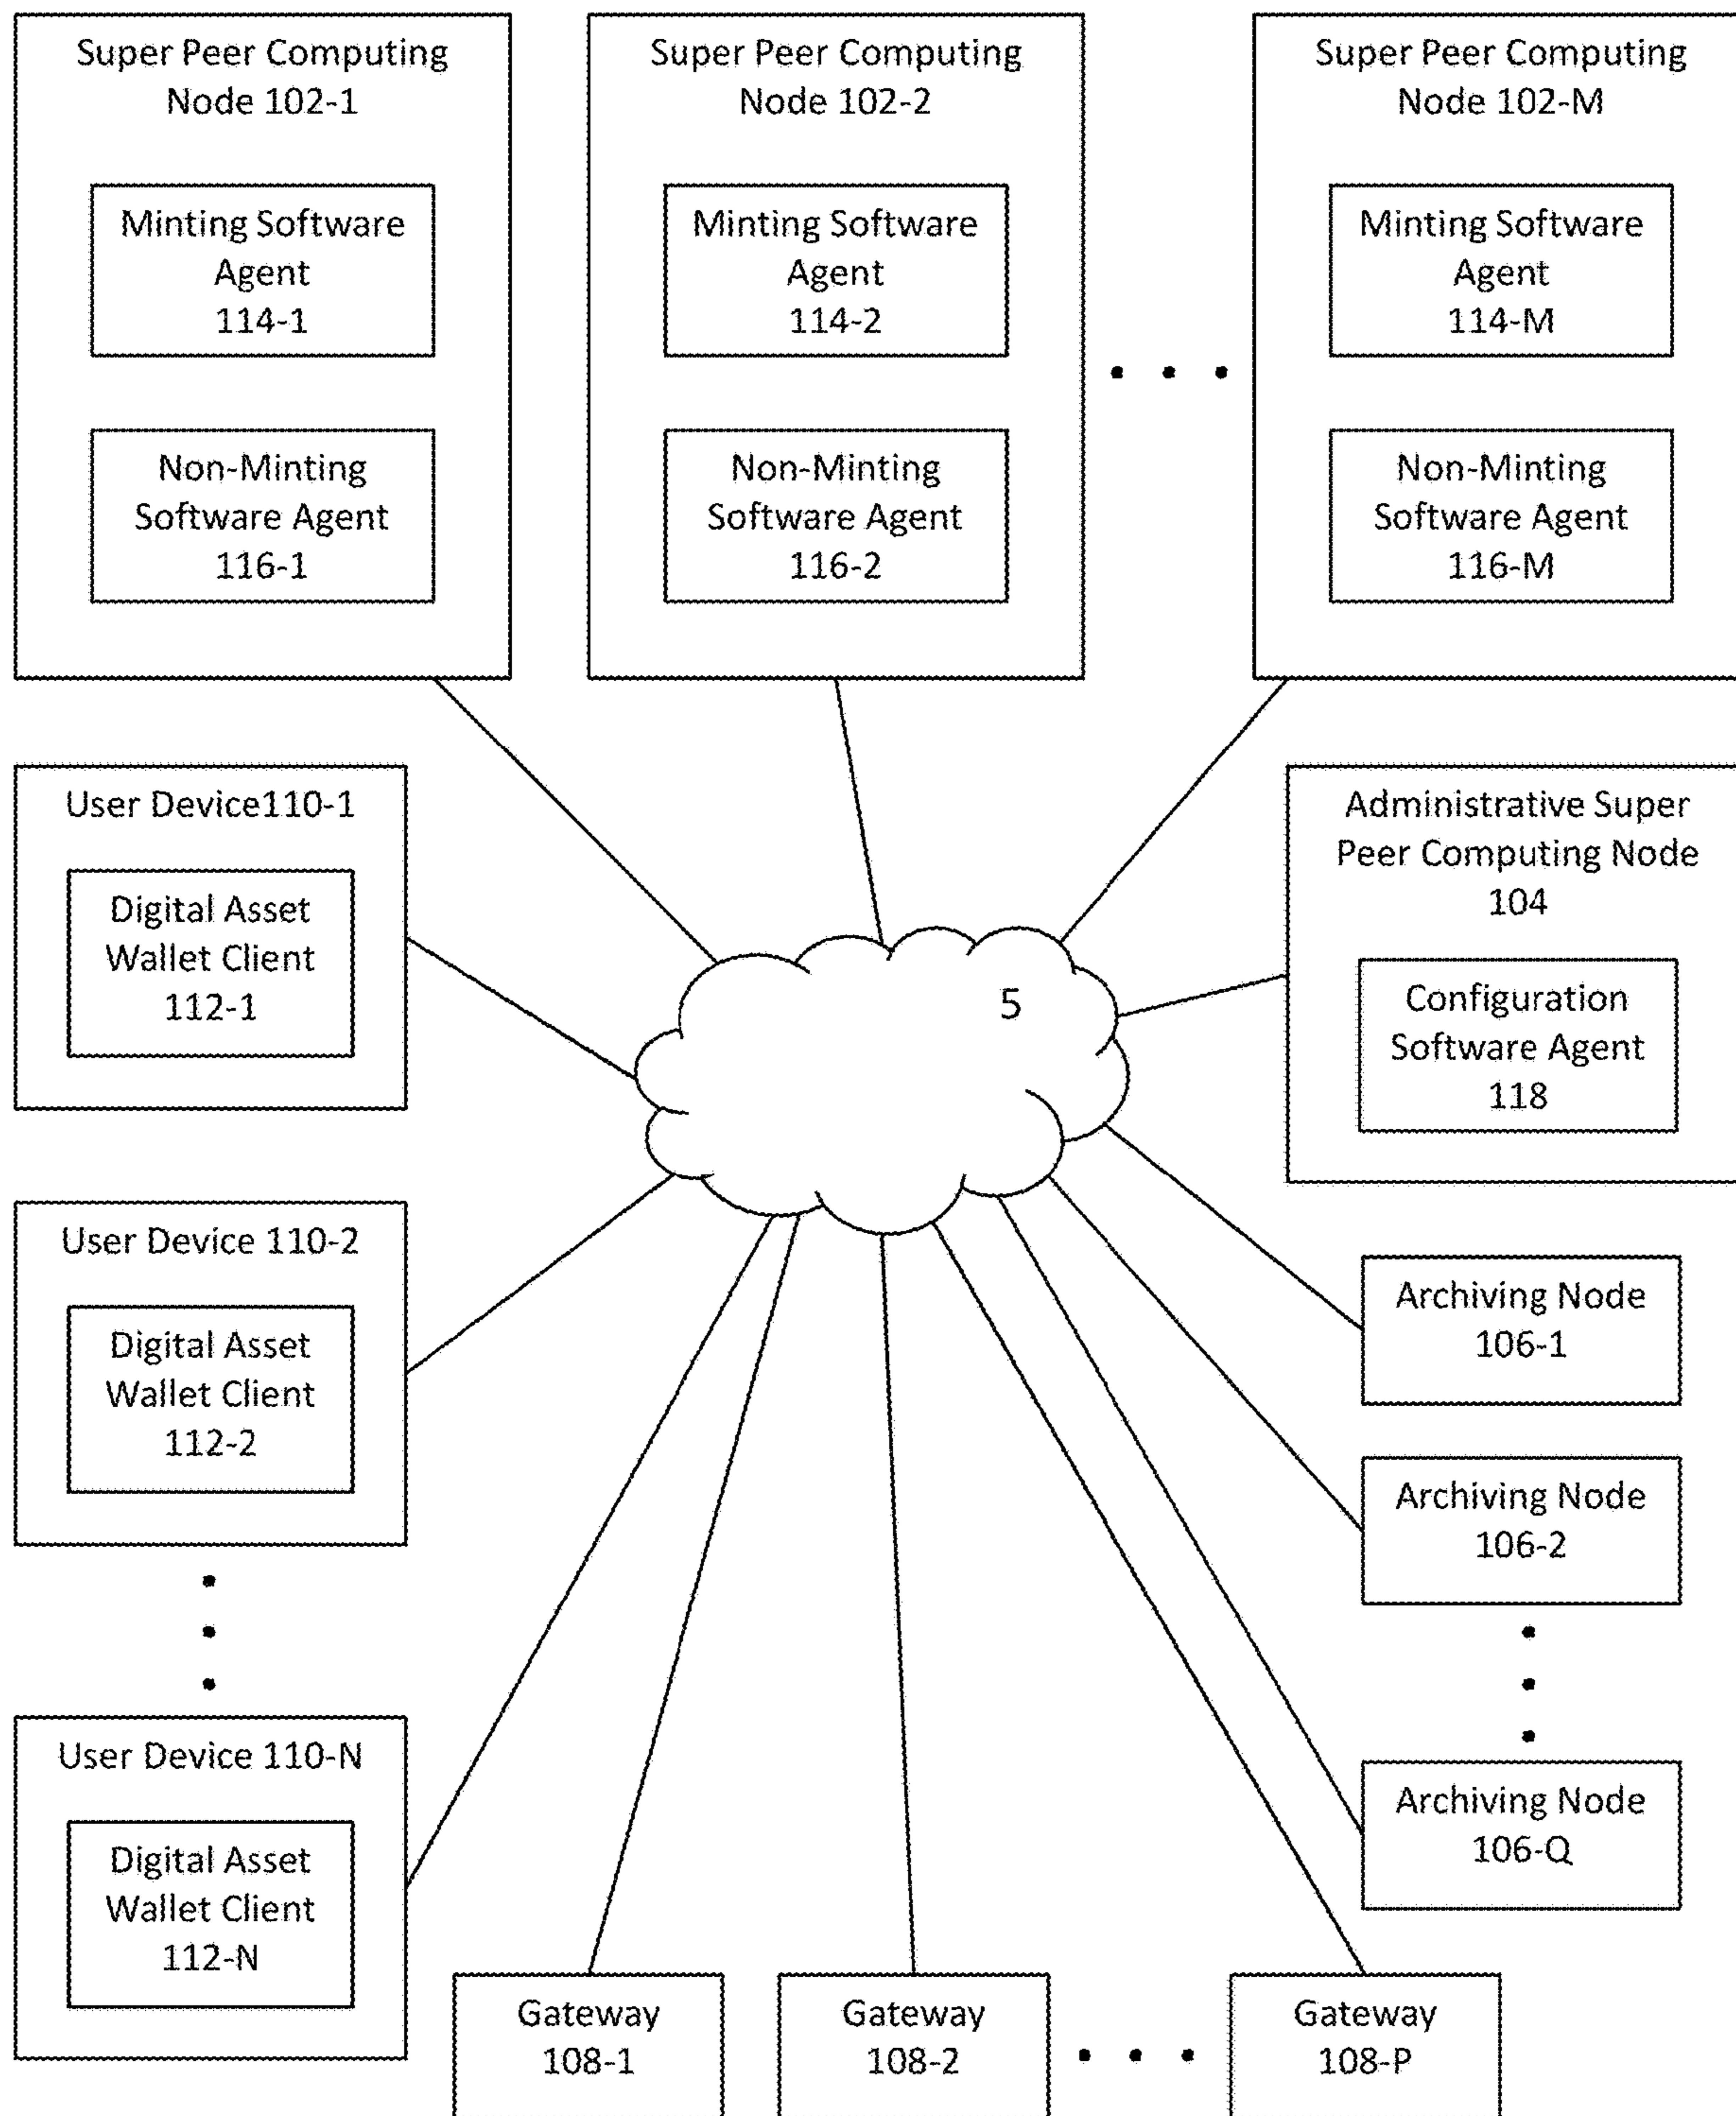 Super Peer Computing
Node 102-1
Minting Software
Agent
114-1
Non-Minting
Software Agent
116-1
Super Peer Computing
Node 102-2
Minting Software
Agent
114-2
Non-Minting
Software Agent
116-2
Super Peer Computing
Node 102-M
Minting Software
Agent
114-M
Non-Minting
Software Agent
116-M
User Device110-1
Digital Asset
Wallet Client
112-1
5
Administrative Super
Peer Computing Node
104
Configuration
Software Agent
118
User Device 110-2
Digital Asset
Wallet Client
112-2
Archiving Node
106-1
Archiving Node
106-2
User Device 110-N
Digital Asset
Wallet Client
112-N
Archiving Node
106-Q
Gateway
108-1
Gateway
108-2
Gateway
108-P